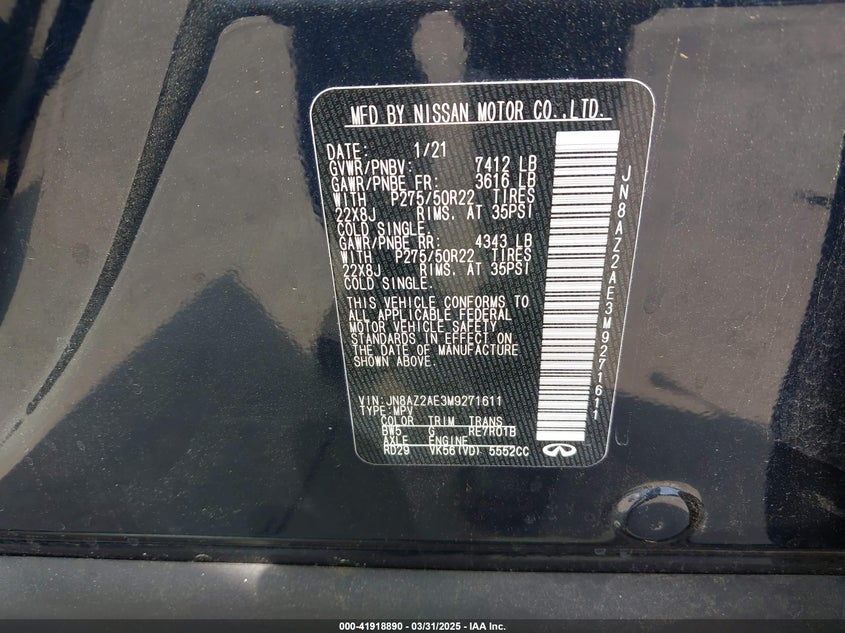 MFD BY NISSAN MOTOR CO.,LTD.
DATE: 1/21
GVWR/PNBV: 7412 LB
GAWR/PNBE FR: 3616 LB
WITH P275/50R22 TIRES
22X8J RIMS. AT 35PSI
COLD SINGLE.
GAWR/PNBE RR: 4343 LB
WITH P275/50R22 TIRES
22X8J RIMS. AT 35PSI
COLD SINGLE.
THIS VEHICLE CONFORMS TO
ALL APPLICABLE FEDERAL
MOTOR VEHICLE SAFETY
STANDARDS IN EFFECT ON
THE DATE OF MANUFACTURE
SHOWN ABOVE.
VIN: JN8AZ2AE3M9271611
TYPE: MPV
COLOR TRIM TRANS
BW5 G RE7R01B
AXLE ENGINE
RD29 VK56(VD) 5552CC
JN8AZ2AE3M9271611
000-41918890 - 03/31/2025 - IAA Inc.